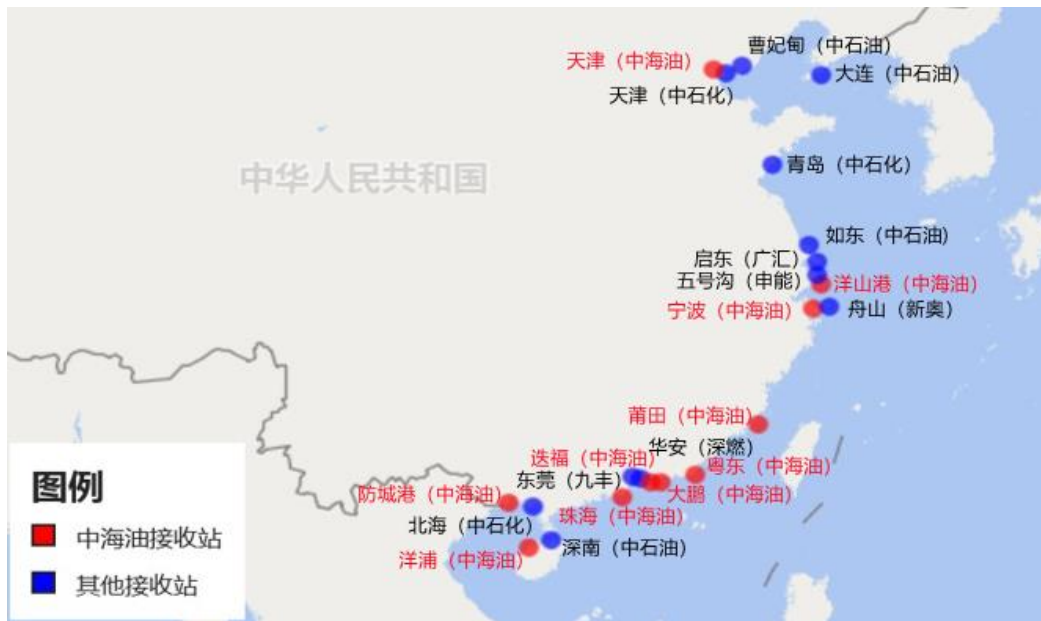 曹妃甸（中石油）
天津（中海油）
大连（中石油）
天津（中石化）
青岛（中石化）
中华人民共和国
如东（中石油）
启东（广汇）
五号沟（申能）
洋山港（中海油）
宁波（中海油）
舟山（新奥）
莆田（中海油）
华安（深燃）
迭福（中海油）
粤东（中海油）
东莞（九丰）
大鹏（中海油）
防城港（中海油）
珠海（中海油）
北海（中石化）
深南（中石油）
洋浦（中海油）
图例
中海油接收站
其他接收站